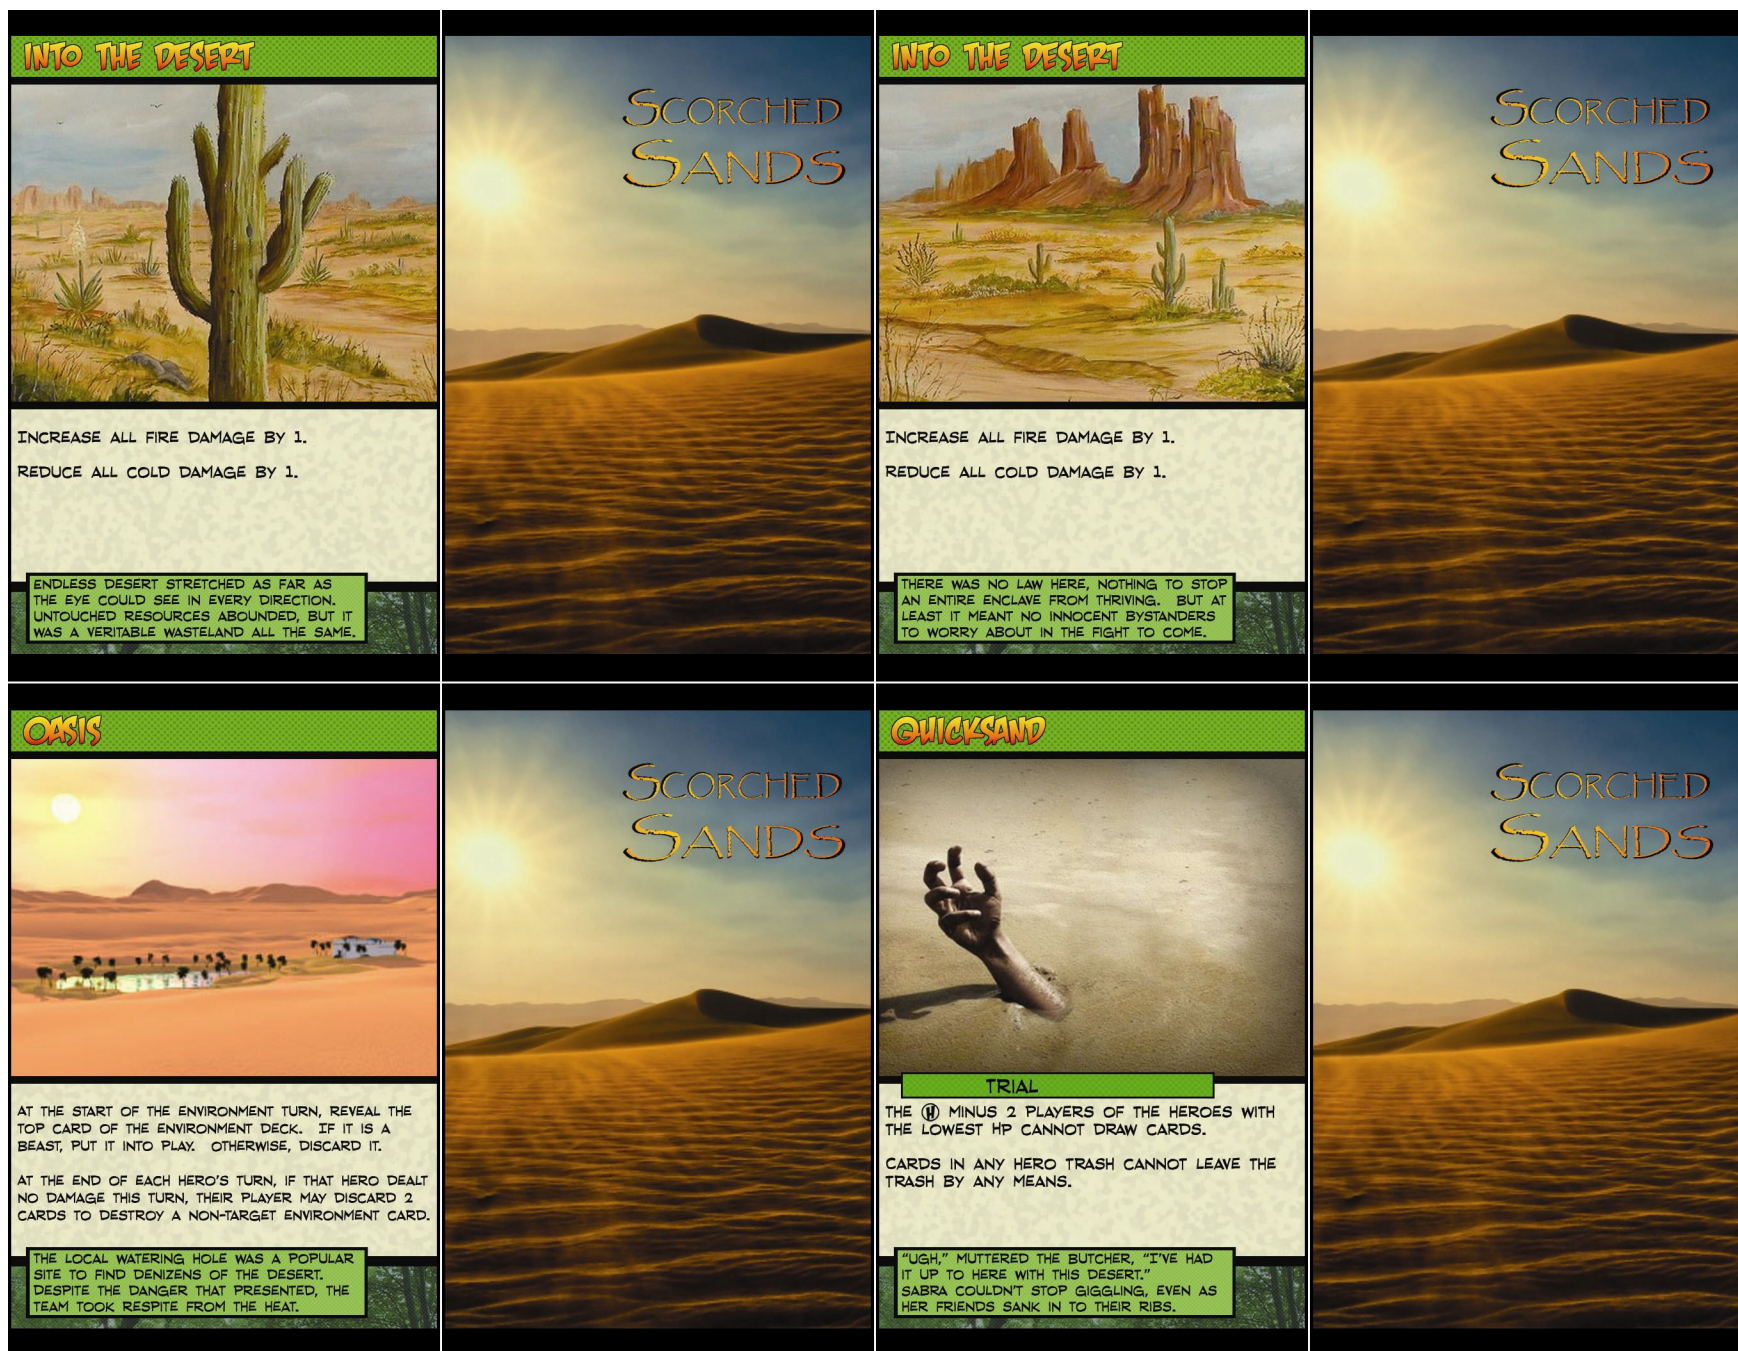 INTO THE DESERT
INCREASE ALL FIRE DAMAGE BY 1.
REDUCE ALL COLD DAMAGE BY 1.
ENDLESS DESERT STRETCHED AS FAR AS
THE EYE COULD SEE IN EVERY DIRECTION.
UNTOUCHED RESOURCES ABOUNDED, BUT IT
WAS A VERITABLE WASTELAND ALL THE SAME.
SCORCHED
SANDS
INTO THE DESERT
INCREASE ALL FIRE DAMAGE BY 1.
REDUCE ALL COLD DAMAGE BY 1.
THERE WAS NO LAW HERE, NOTHING TO STOP
AN ENTIRE ENCLAVE FROM THRIVING. BUT AT
LEAST IT MEANT NO INNOCENT BYSTANDERS
TO WORRY ABOUT IN THE FIGHT TO COME.
SCORCHED
SANDS
OASIS
AT THE START OF THE ENVIRONMENT TURN, REVEAL THE
TOP CARD OF THE ENVIRONMENT DECK. IF IT IS A
BEAST, PUT IT INTO PLAY. OTHERWISE, DISCARD IT.
AT THE END OF EACH HERO'S TURN, IF THAT HERO DEALT
NO DAMAGE THIS TURN, THEIR PLAYER MAY DISCARD 2
CARDS TO DESTROY A NON-TARGET ENVIRONMENT CARD.
THE LOCAL WATERING HOLE WAS A POPULAR
SITE TO FIND DENIZENS OF THE DESERT.
DESPITE THE DANGER THAT PRESENTED, THE
TEAM TOOK RESPITE FROM THE HEAT.
SCORCHED
SANDS
QUICKSAND
TRIAL
THE H MINUS 2 PLAYERS OF THE HEROES WITH
THE LOWEST HP CANNOT DRAW CARDS.
CARDS IN ANY HERO TRASH CANNOT LEAVE THE
TRASH BY ANY MEANS.
"UGH," MUTTERED THE BUTCHER, "I'VE HAD
IT UP TO HERE WITH THIS DESERT."
SABRA COULDN'T STOP GIGGLING, EVEN AS
HER FRIENDS SANK IN TO THEIR RIBS.
SCORCHED
SANDS